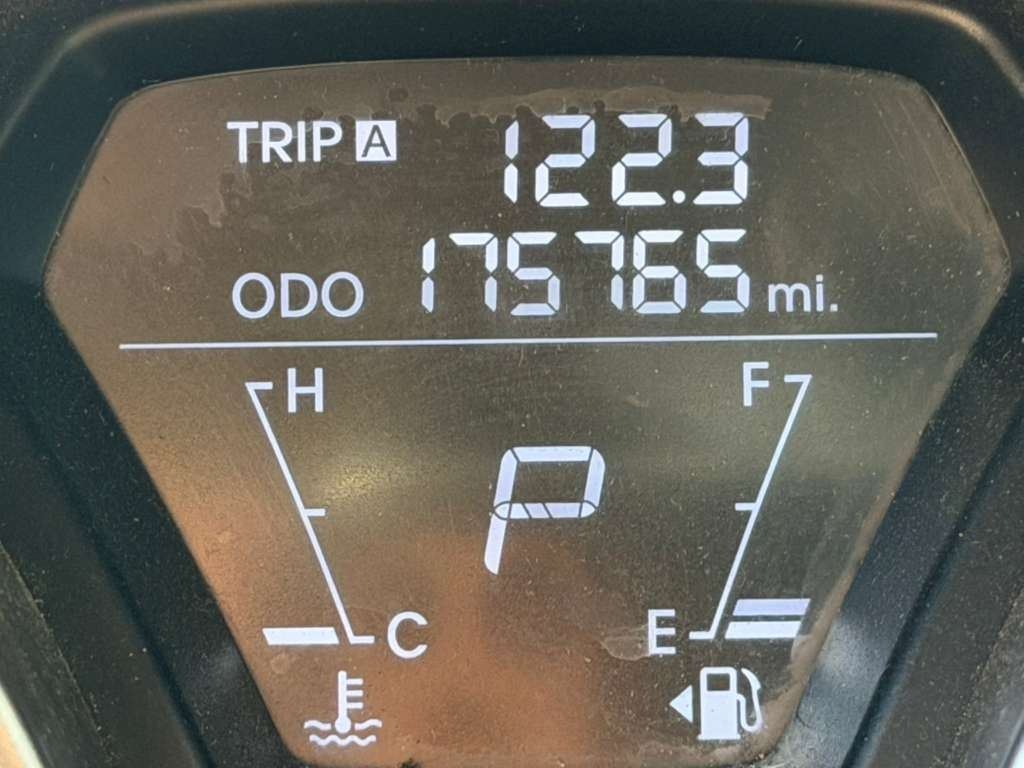 TRIP A 122.3
ODO 175765 mi.
H F
P
C E